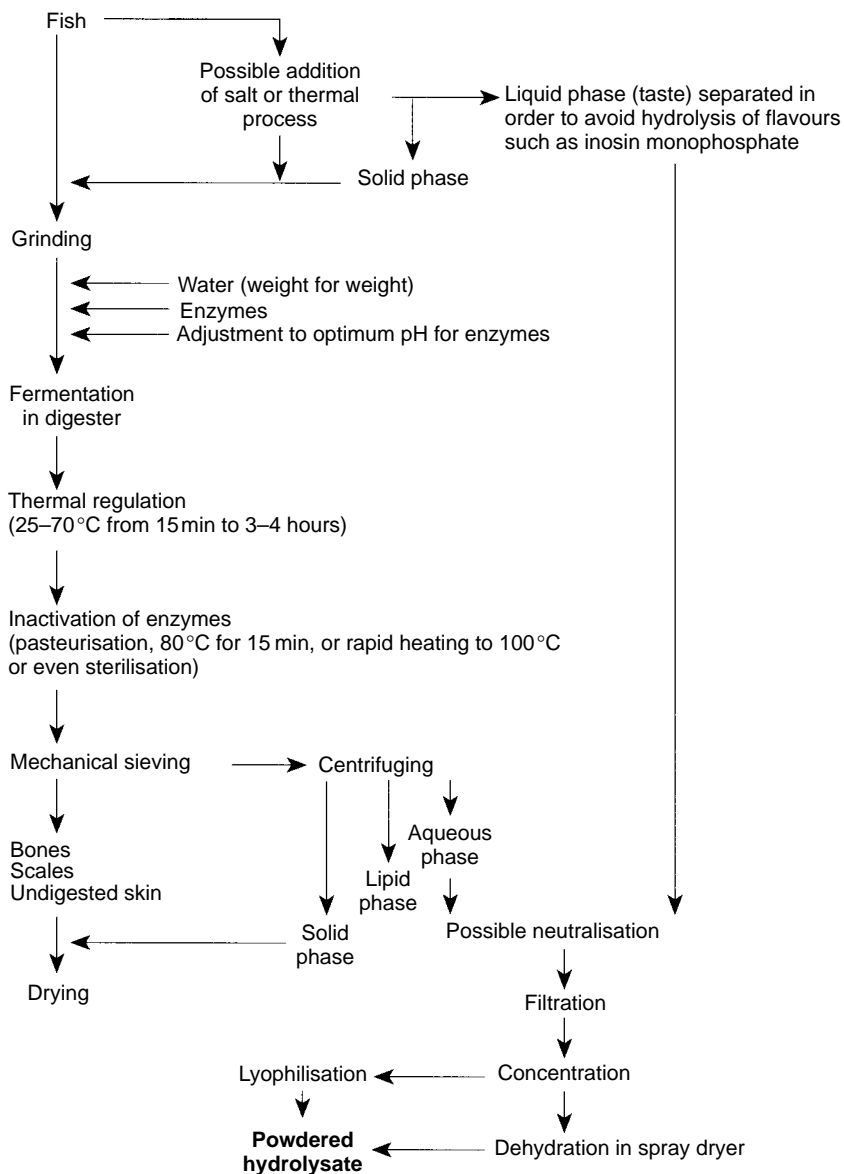 Fish
Possible addition
of salt or thermal
process
Liquid phase (taste) separated in
order to avoid hydrolysis of flavours
such as inosin monophosphate
Solid phase
Grinding
Water (weight for weight)
Enzymes
Adjustment to optimum pH for enzymes
Fermentation
in digester
Thermal regulation
(25–70°C from 15 min to 3–4 hours)
Inactivation of enzymes
(pasteurisation, 80°C for 15 min, or rapid heating to 100°C
or even sterilisation)
Mechanical sieving
Centrifuging
Bones
Scales
Undigested skin
Aqueous
phase
Lipid
phase
Solid
phase
Possible neutralisation
Drying
Filtration
Lyophilisation
Concentration
Powdered
hydrolysate
Dehydration in spray dryer